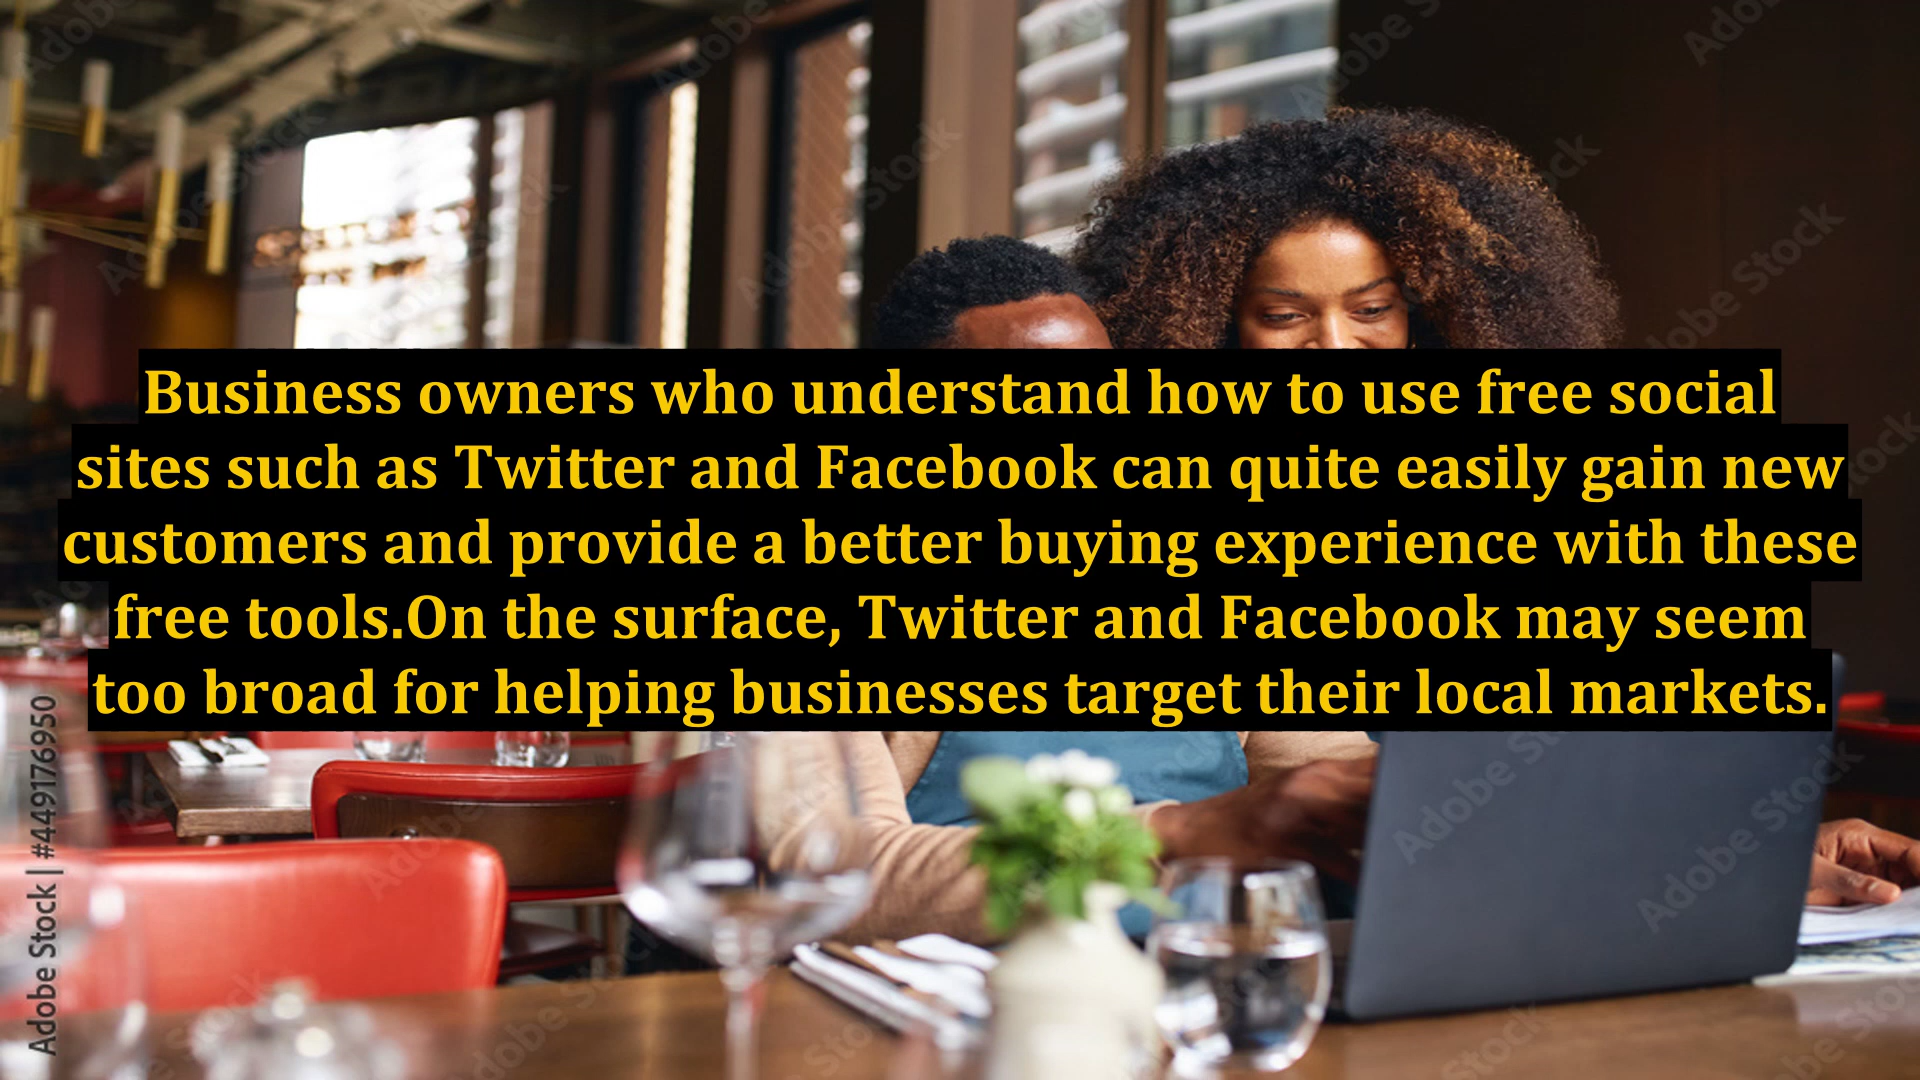 Business owners who understand how to use free social
sites such as Twitter and Facebook can quite easily gain new
customers and provide a better buying experience with these
free tools.On the surface, Twitter and Facebook may seem
too broad for helping businesses target their local markets.
Adobe Stock | #449176950
Adobe Stock